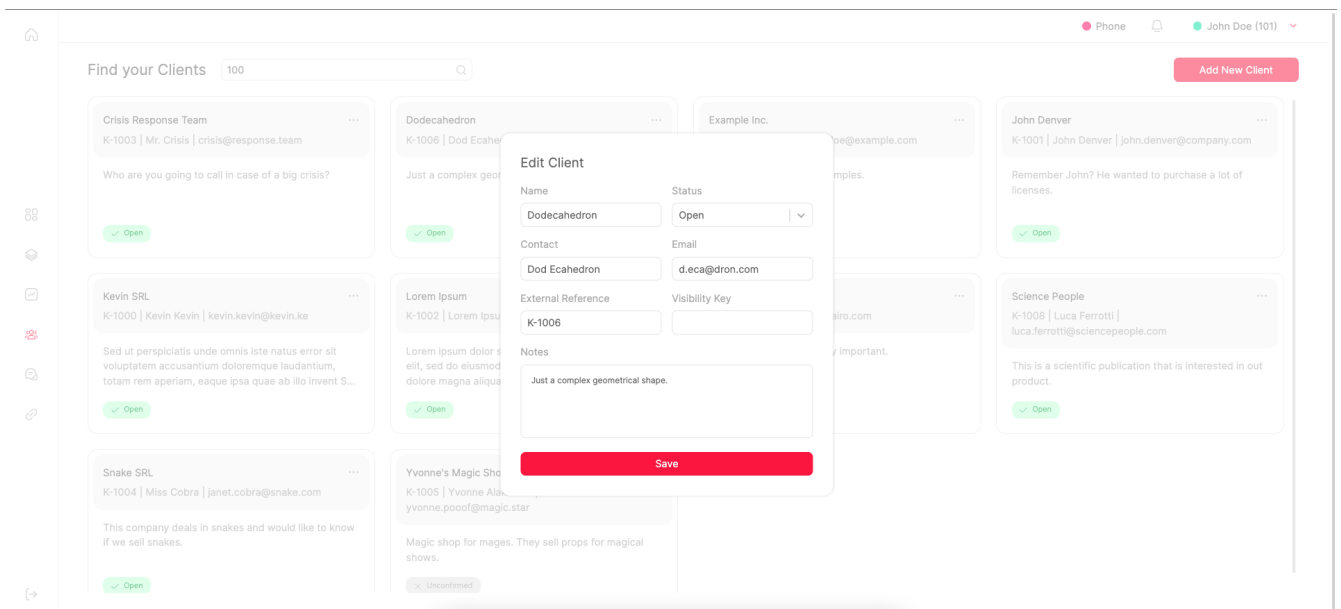 Phone
John Doe (101)
Find your Clients
100
Add New Client
Crisis Response Team
K-1003 | Mr. Crisis | crisis@response.team
Who are you going to call in case of a big crisis?
Open
Dodecahedron
K-1006 | Dod Ecahe
Just a complex geo
Open
Example Inc.
oe@example.com
mples.
John Denver
K-1001 | John Denver | john.denver@company.com
Remember John? He wanted to purchase a lot of
licenses.
Open
Edit Client
Name
Status
Dodecahedron
Open
Contact
Email
Dod Ecahedron
d.eca@dron.com
External Reference
Visibility Key
K-1006
Notes
Just a complex geometrical shape.
Save
Kevin SRL
K-1000 | Kevin Kevin | kevin.kevin@kevin.ke
Sed ut perspiciatis unde omnis iste natus error sit
voluptatem accusantium doloremque laudantium,
totam rem aperiam, eaque ipsa quae ab illo invent S...
Open
Lorem Ipsum
K-1002 | Lorem Ipsu
Lorem ipsum dolor s
elit, sed do eiusmod
dolore magna aliqua
Open
airo.com
y important.
Science People
K-1008 | Luca Ferrotti |
luca.ferrotti@sciencepeople.com
This is a scientific publication that is interested in out
product.
Open
Snake SRL
K-1004 | Miss Cobra | janet.cobra@snake.com
This company deals in snakes and would like to know
if we sell snakes.
Open
Yvonne's Magic Sho
K-1005 | Yvonne Ala
yvonne.pooof@magic.star
Magic shop for mages. They sell props for magical
shows.
Unconfirmed